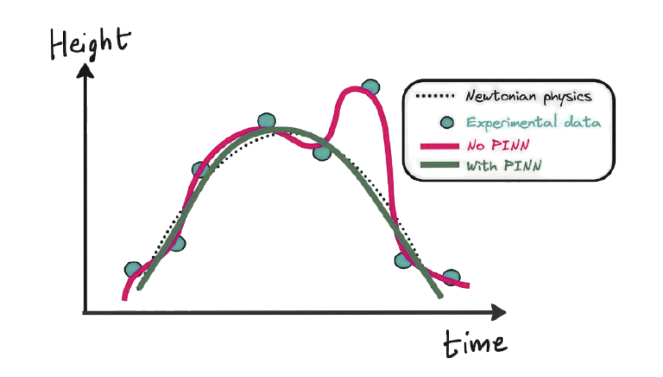 Height
Newtonian physics
Experimental data
No PINN
With PINN
time